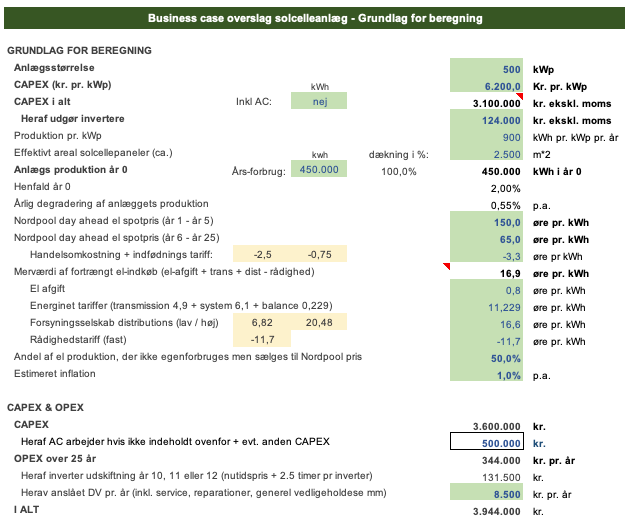 Business case overslag solcelleanlæg - Grundlag for beregning
GRUNDLAG FOR BEREGNING
Anlægsstørrelse 500 kWp
CAPEX (kr. pr. kWp) kWh 6.200,0 Kr. pr. kWp
CAPEX i alt Inkl AC: nej 3.100.000 kr. ekskl. moms
Heraf udgør invertere 124.000 kr. ekskl. moms
Produktion pr. kWp 900 kWh pr. kWp pr. år
Effektivt areal solcellepaneler (ca.) kwh dækning i %: 2.500 m*2
Anlægs produktion år 0 Års-forbrug: 450.000 100,0% 450.000 kWh i år 0
Henfald år 0 2,00%
Årlig degradering af anlæggets produktion 0,55% p.a.
Nordpool day ahead el spotpris (år 1 - år 5) 150,0 øre pr. kWh
Nordpool day ahead el spotpris (år 6 - år 25) 65,0 øre pr. kWh
Handelsomkostning + indfødnings tariff: -2,5 -0,75 -3,3 øre pr kWh
Merværdi af fortrængt el-indkøb (el-afgift + trans + dist - rådighed) 16,9 øre pr. kWh
El afgift 0,8 øre pr. kWh
Energinet tariffer (transmission 4,9 + system 6,1 + balance 0,229) 11,229 øre pr. kWh
Forsyningsselskab distributions (lav / høj) 6,82 20,48 16,6 øre pr. kWh
Rådighedstariff (fast) -11,7 -11,7 øre pr. kWh
Andel af el produktion, der ikke egenforbruges men sælges til Nordpool pris 50,0%
Estimeret inflation 1,0% p.a.
CAPEX & OPEX
CAPEX 3.600.000 kr.
Heraf AC arbejder hvis ikke indeholdt ovenfor + evt. anden CAPEX 500.000 kr.
OPEX over 25 år 344.000 kr. pr. år
Heraf inverter udskiftning år 10, 11 eller 12 (nutidspris + 2.5 timer pr inverter) 131.500 kr.
Herav anslået DV pr. år (inkl. service, reparationer, generel vedligeholdese mm) 8.500 kr. pr. år
I ALT 3.944.000 kr.